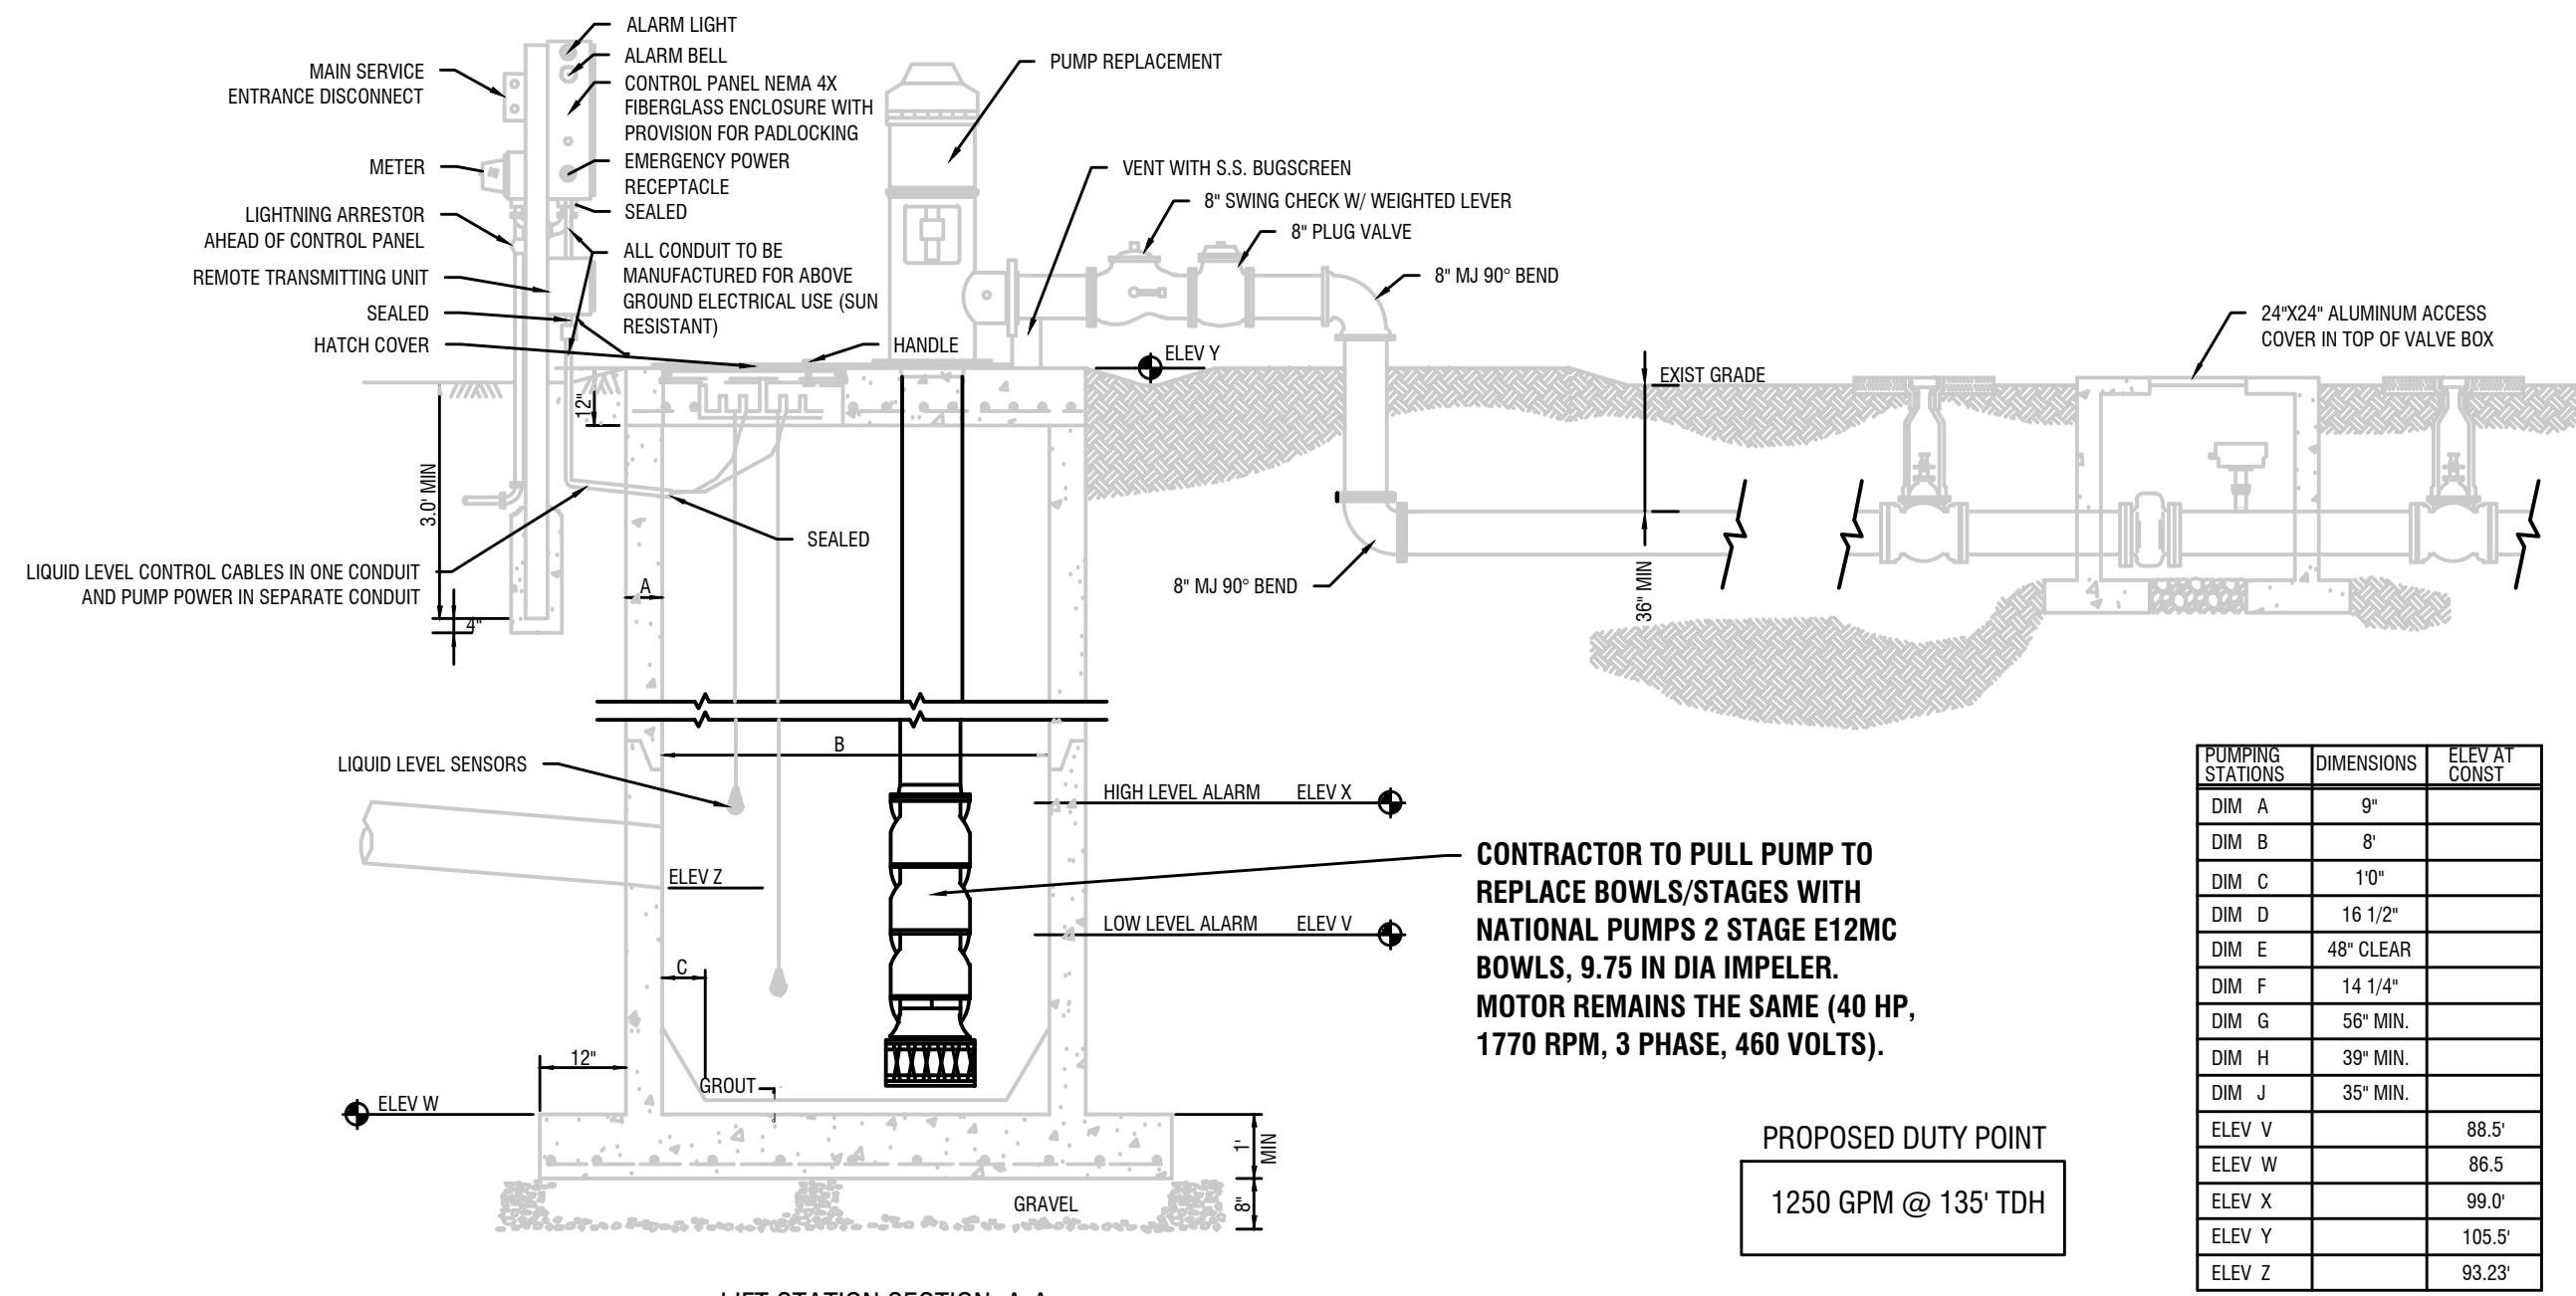 ALARM LIGHT
ALARM BELL
CONTROL PANEL NEMA 4X
FIBERGLASS ENCLOSURE WITH
PROVISION FOR PADLOCKING
EMERGENCY POWER
RECEPTACLE
SEALED
ALL CONDUIT TO BE
MANUFACTURED FOR ABOVE
GROUND ELECTRICAL USE (SUN
RESISTANT)
MAIN SERVICE
ENTRANCE DISCONNECT
METER
LIGHTNING ARRESTOR
AHEAD OF CONTROL PANEL
REMOTE TRANSMITTING UNIT
SEALED
HATCH COVER
HANDLE
PUMP REPLACEMENT
VENT WITH S.S. BUGSCREEN
8" SWING CHECK W/ WEIGHTED LEVER
8" PLUG VALVE
8" MJ 90° BEND
24"X24" ALUMINUM ACCESS
COVER IN TOP OF VALVE BOX
ELEV Y
EXIST GRADE
12"
3.0' MIN
SEALED
LIQUID LEVEL CONTROL CABLES IN ONE CONDUIT
AND PUMP POWER IN SEPARATE CONDUIT
4"
A
8" MJ 90° BEND
36" MIN
B
LIQUID LEVEL SENSORS
HIGH LEVEL ALARM ELEV X
ELEV Z
LOW LEVEL ALARM ELEV V
C
CONTRACTOR TO PULL PUMP TO
REPLACE BOWLS/STAGES WITH
NATIONAL PUMPS 2 STAGE E12MC
BOWLS, 9.75 IN DIA IMPELER.
MOTOR REMAINS THE SAME (40 HP,
1770 RPM, 3 PHASE, 460 VOLTS).
12"
GROUT
ELEV W
1'
MIN
8"
GRAVEL
PROPOSED DUTY POINT
1250 GPM @ 135' TDH
PUMPING
STATIONS
DIMENSIONS
ELEV AT
CONST
DIM A 9"
DIM B 8'
DIM C 1'0"
DIM D 16 1/2"
DIM E 48" CLEAR
DIM F 14 1/4"
DIM G 56" MIN.
DIM H 39" MIN.
DIM J 35" MIN.
ELEV V 88.5'
ELEV W 86.5
ELEV X 99.0'
ELEV Y 105.5'
ELEV Z 93.23'
LIFT STATION SECTION A-A